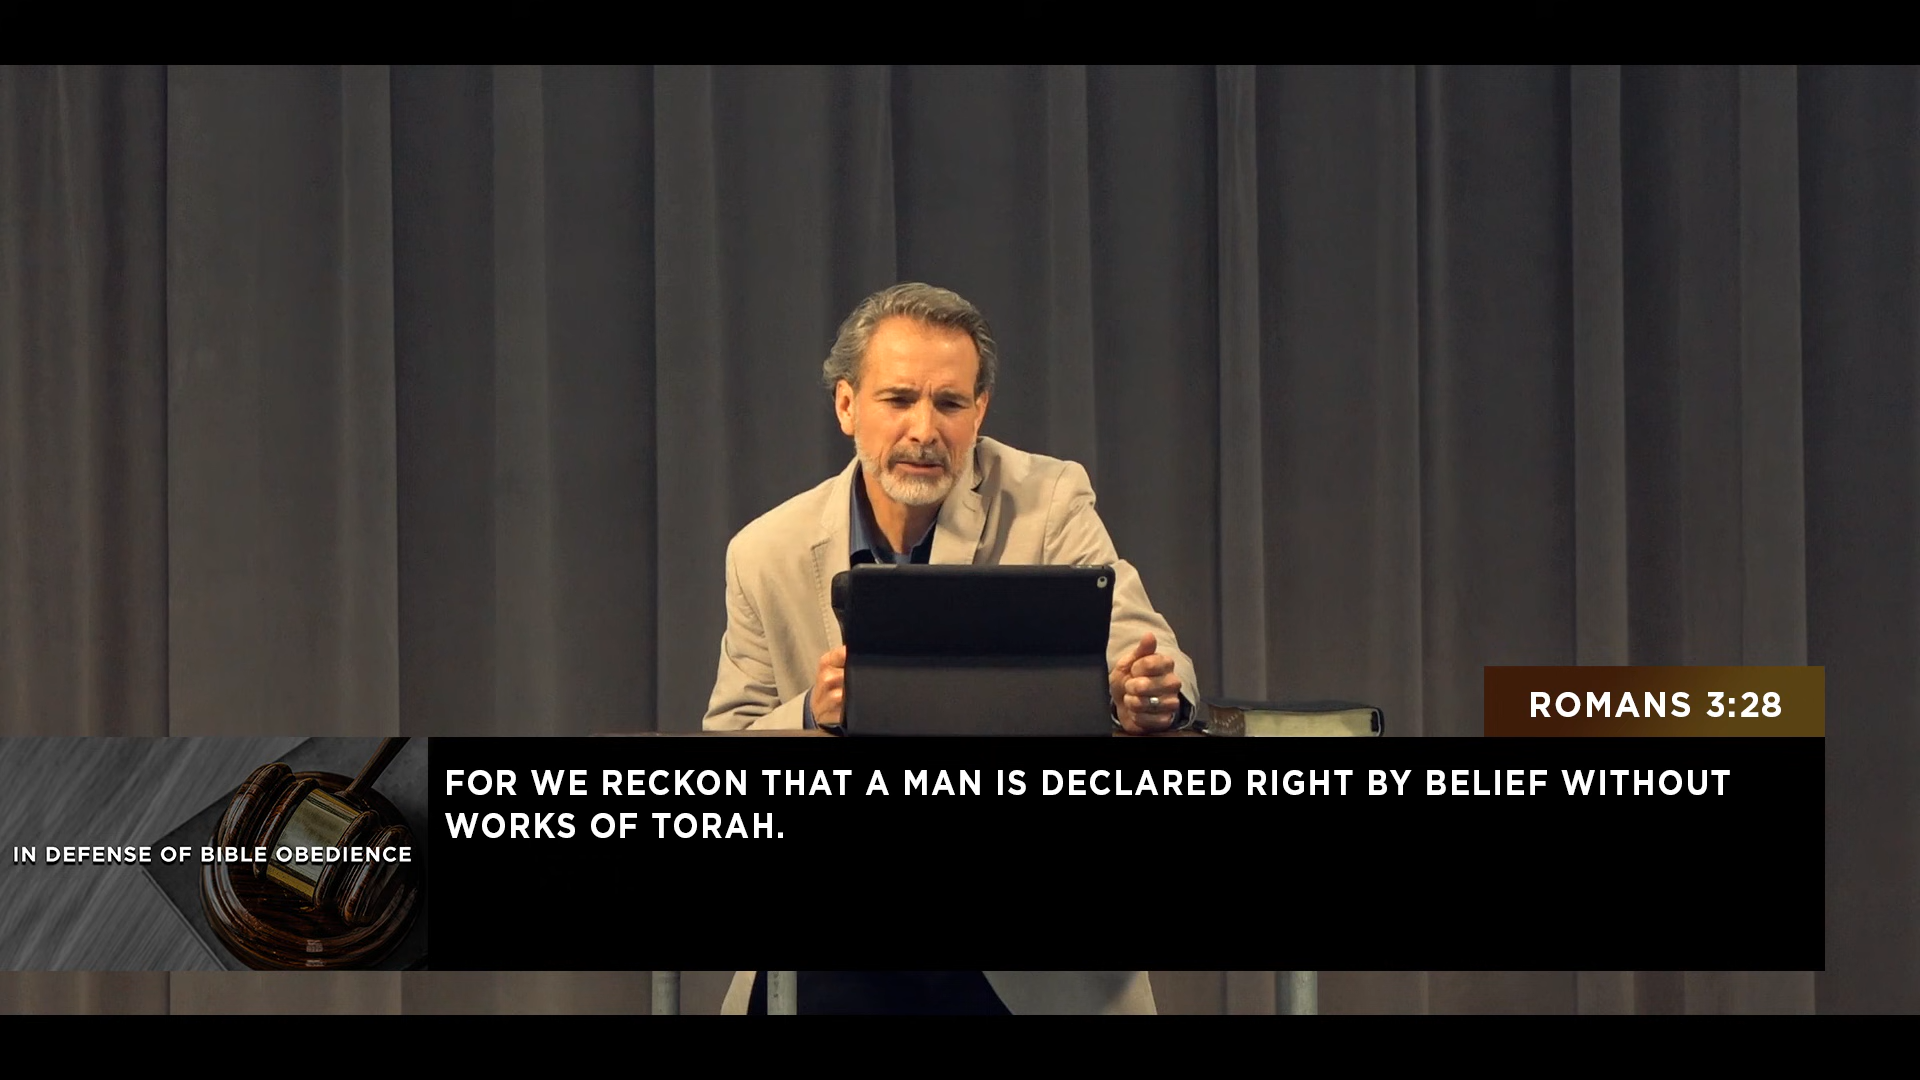 ROMANS 3:28
FOR WE RECKON THAT A MAN IS DECLARED RIGHT BY BELIEF WITHOUT
WORKS OF TORAH.
IN DEFENSE OF BIBLE OBEDIENCE